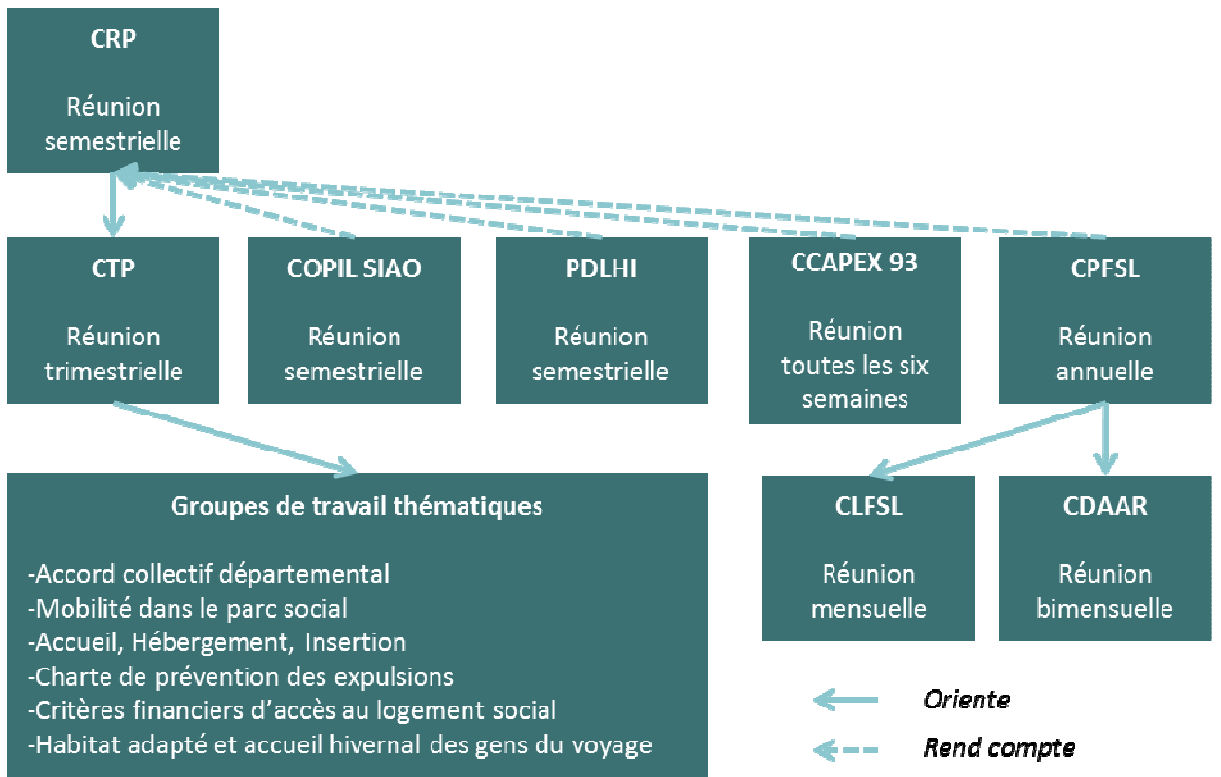 CRP
Réunion
semestrielle
CTP
Réunion
trimestrielle
COPIL SIAO
Réunion
semestrielle
PDLHI
Réunion
semestrielle
CCAPEX 93
Réunion
toutes les six
semaines
CPFSL
Réunion
annuelle
Groupes de travail thématiques
-Accord collectif départemental
-Mobilité dans le parc social
-Accueil, Hébergement, Insertion
-Charte de prévention des expulsions
-Critères financiers d’accès au logement social
-Habitat adapté et accueil hivernal des gens du voyage
CLFSL
Réunion
mensuelle
CDAAR
Réunion
bimensuelle
Oriente
Rend compte